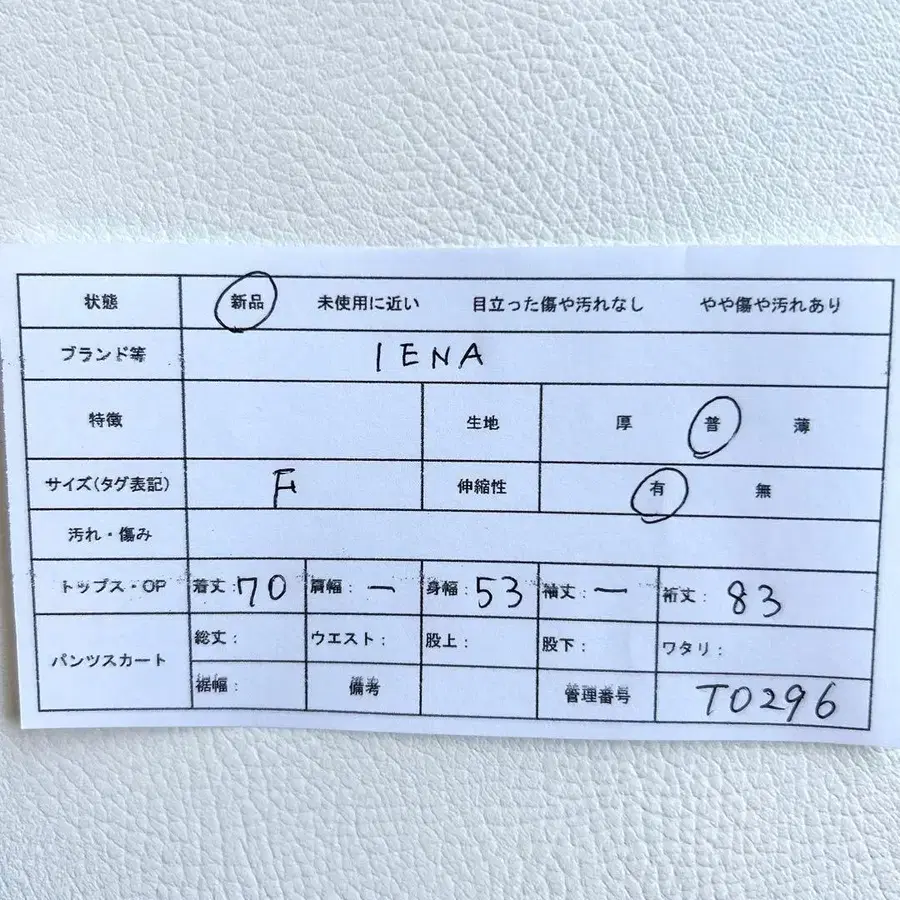 状態 新品 未使用に近い 目立った傷や汚れなし やや傷や汚れあり
ブランド等 IENA
特徴 生地 厚 普 薄
サイズ(タグ表記) F 伸縮性 有 無
汚れ・傷み
トップス・OP 着丈:70 肩幅:ー 身幅:53 袖丈:ー 裄丈:83
パンツスカート 総丈: ウエスト: 股上: 股下: ワタリ:
裾幅: 備考 管理番号 T0296